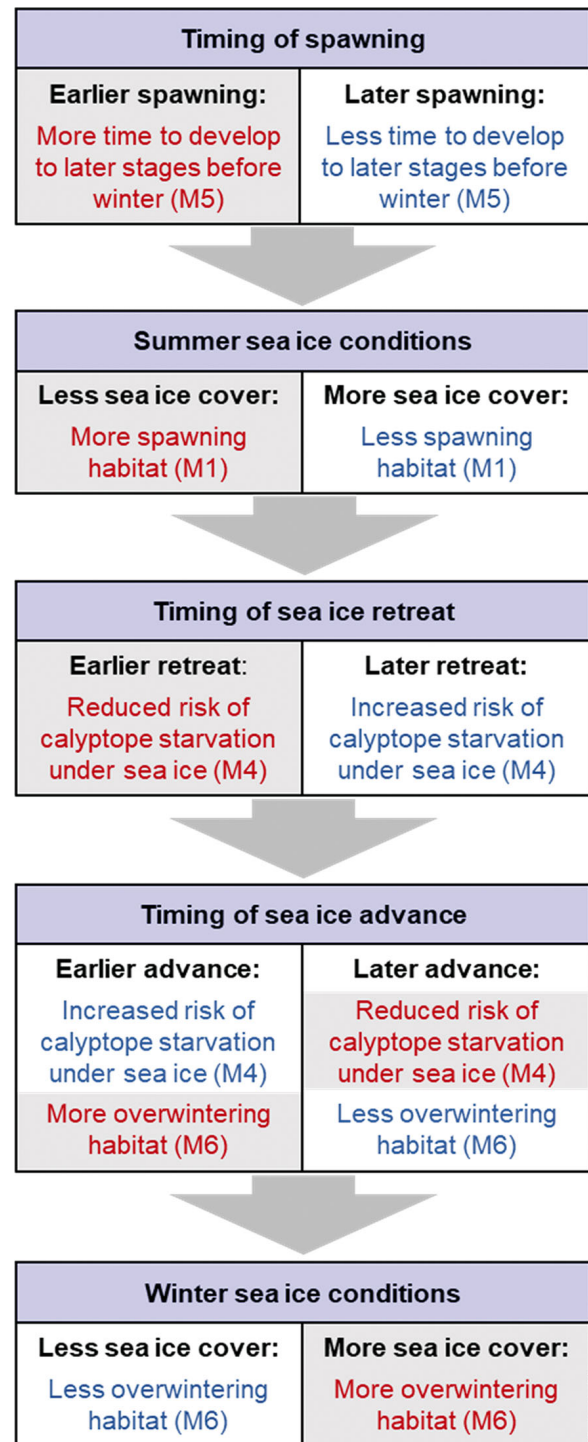 Timing of spawning
Earlier spawning:
More time to develop
to later stages before
winter (M5)
Later spawning:
Less time to develop
to later stages before
winter (M5)
Summer sea ice conditions
Less sea ice cover:
More spawning
habitat (M1)
More sea ice cover:
Less spawning
habitat (M1)
Timing of sea ice retreat
Earlier retreat:
Reduced risk of
calyptope starvation
under sea ice (M4)
Later retreat:
Increased risk of
calyptope starvation
under sea ice (M4)
Timing of sea ice advance
Earlier advance:
Increased risk of
calyptope starvation
under sea ice (M4)
More overwintering
habitat (M6)
Later advance:
Reduced risk of
calyptope starvation
under sea ice (M4)
Less overwintering
habitat (M6)
Winter sea ice conditions
Less sea ice cover:
Less overwintering
habitat (M6)
More sea ice cover:
More overwintering
habitat (M6)